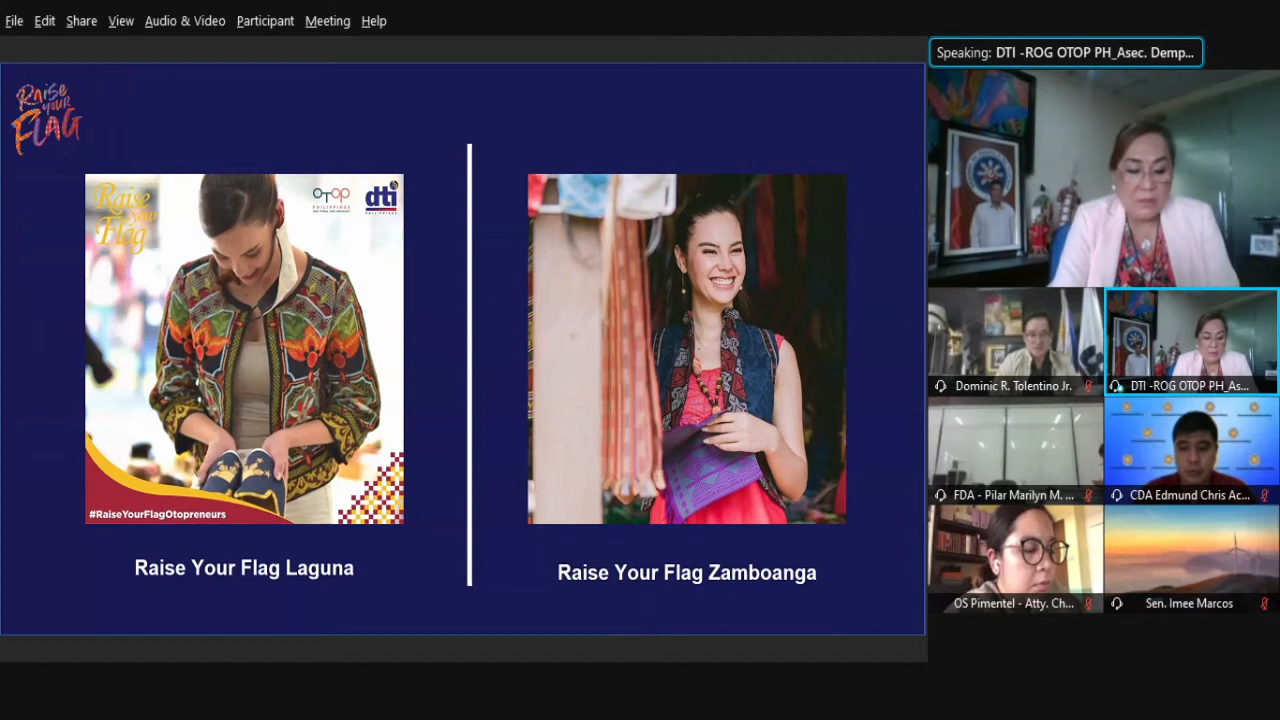 File Edit Share View Audio & Video Participant Meeting Help
Speaking: DTI -ROG OTOP PH_Asec. Demp...
Raise
your
Flag
Raise
your
Flag
OTOP
PHILIPPINES
dti
PHILIPPINES
#RaiseYourFlagOtopreneurs
Raise Your Flag Laguna
Raise Your Flag Zamboanga
Dominic R. Tolentino Jr.
DTI -ROG OTOP PH_As...
FDA - Pilar Marilyn M. ...
CDA Edmund Chris Ac...
OS Pimentel - Atty. Ch...
Sen. Imee Marcos